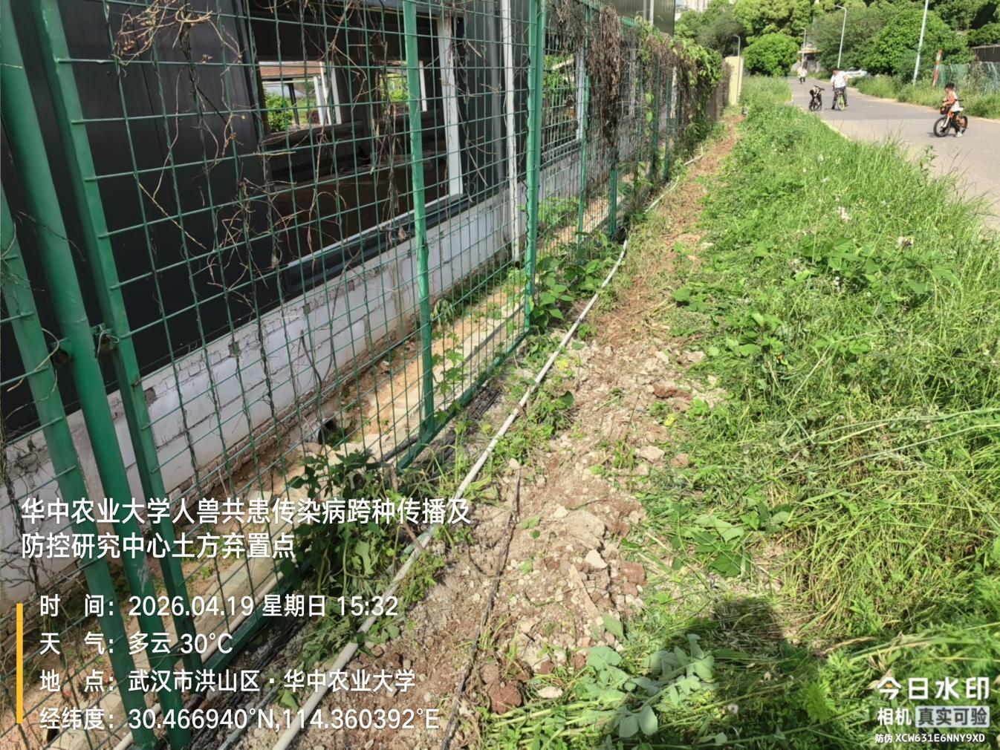 华中农业大学人兽共患传染病跨种传播及
防控研究中心土方弃置点
时 间：2026.04.19 星期日 15:32
天 气：多云 30°C
地 点：武汉市洪山区·华中农业大学
经纬度：30.466940°N,114.360392°E
今日水印
相机 真实可验
防伪 XCW631E6NNY9XD